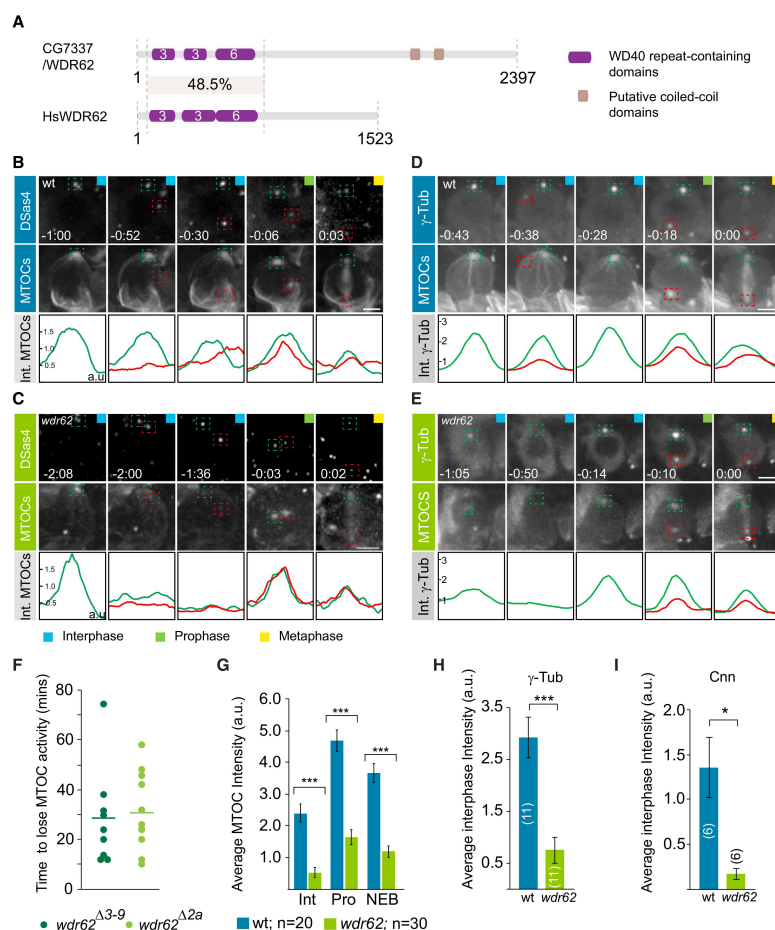 A
CG7337
/WDR62
3 3 6
1
2397
48.5%
HsWDR62
3 3 6
1
1523
WD40 repeat-containing
domains
Putative coiled-coil
domains
B
DSas4
wt
-1:00 -0:52 -0:30 -0:06 0:03
MTOCs
Int. MTOCs
1.5
0.5
a.u
C
DSas4
wdr62
-2:08 -2:00 -1:36 -0:03 0:02
MTOCs
Int. MTOCs
1.5
1.0
0.5
a.u
D
γ-Tub
wt
-0:43 -0:38 -0:28 -0:18 0:00
MTOCs
Int. γ-Tub
3
2
1
E
γ-Tub
wdr62
-1:05 -0:50 -0:14 -0:10 0:00
MTOCS
Int. γ-Tub
3
2
1
Interphase Prophase Metaphase
F
Time to lose MTOC activity (mins)
80
60
40
20
0
wdr62Δ3-9 wdr62Δ2a
G
Average MTOC Intensity (a.u.)
6.0
5.0
4.0
3.0
2.0
1.0
*** *** ***
Int Pro NEB
wt; n=20 wdr62; n=30
H
γ-Tub
Average interphase Intensity (a.u.)
3.5
2.5
1.5
0.5
***
(11) (11)
wt wdr62
I
Cnn
Average interphase Intensity (a.u.)
2.0
1.5
1.0
0.5
*
(6) (6)
wt wdr62